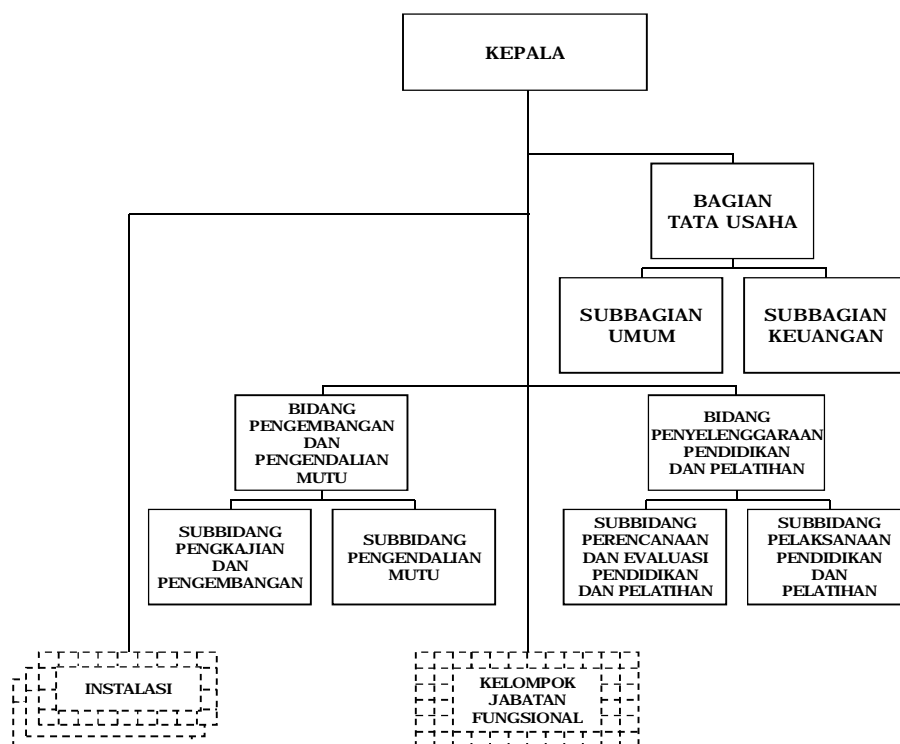 KEPALA
BAGIAN
TATA USAHA
SUBBAGIAN
UMUM
SUBBAGIAN
KEUANGAN
BIDANG
PENGEMBANGAN
DAN
PENGENDALIAN
MUTU
BIDANG
PENYELENGGARAAN
PENDIDIKAN
DAN PELATIHAN
SUBBIDANG
PENGKAJIAN
DAN
PENGEMBANGAN
SUBBIDANG
PENGENDALIAN
MUTU
SUBBIDANG
PERENCANAAN
DAN EVALUASI
PENDIDIKAN
DAN PELATIHAN
SUBBIDANG
PELAKSANAAN
PENDIDIKAN
DAN
PELATIHAN
INSTALASI
KELOMPOK
JABATAN
FUNGSIONAL